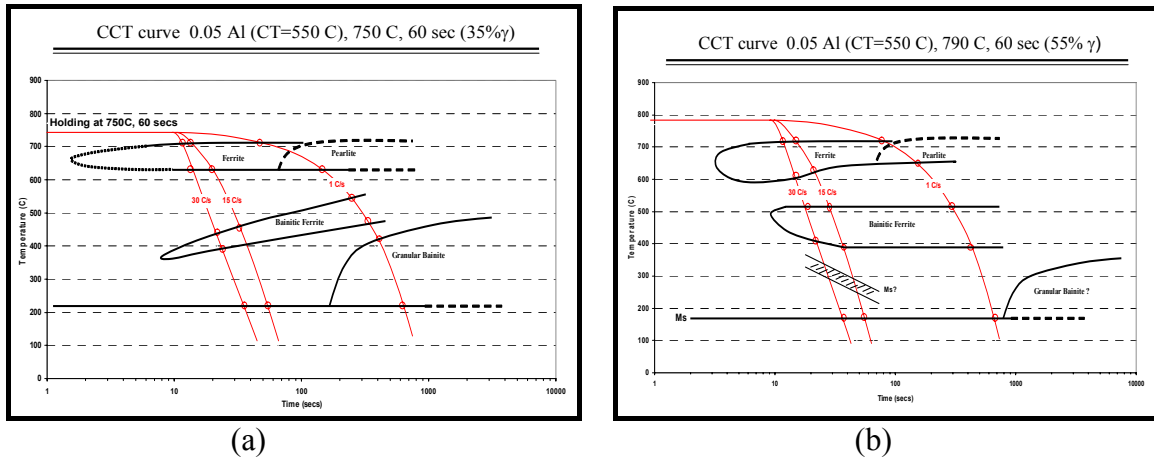 CCT curve 0.05 Al (CT=550 C), 750 C, 60 sec (35%γ)
900
800
700
600
500
400
300
200
100
0
Temperature (C)
Holding at 750C, 60 secs
Ferrite
Pearlite
1 C/s
30 C/s
15 C/s
Bainitic Ferrite
Granular Bainite
1
10
100
1000
10000
Time (secs)
(a)
CCT curve 0.05 Al (CT=550 C), 790 C, 60 sec (55% γ)
900
800
700
600
500
400
300
200
100
0
Temperature (C)
Ferrite
Pearlite
30 C/s
15 C/s
1 C/s
Bainitic Ferrite
Ms?
Granular Bainite ?
Ms
1
10
100
1000
10000
Time (secs)
(b)